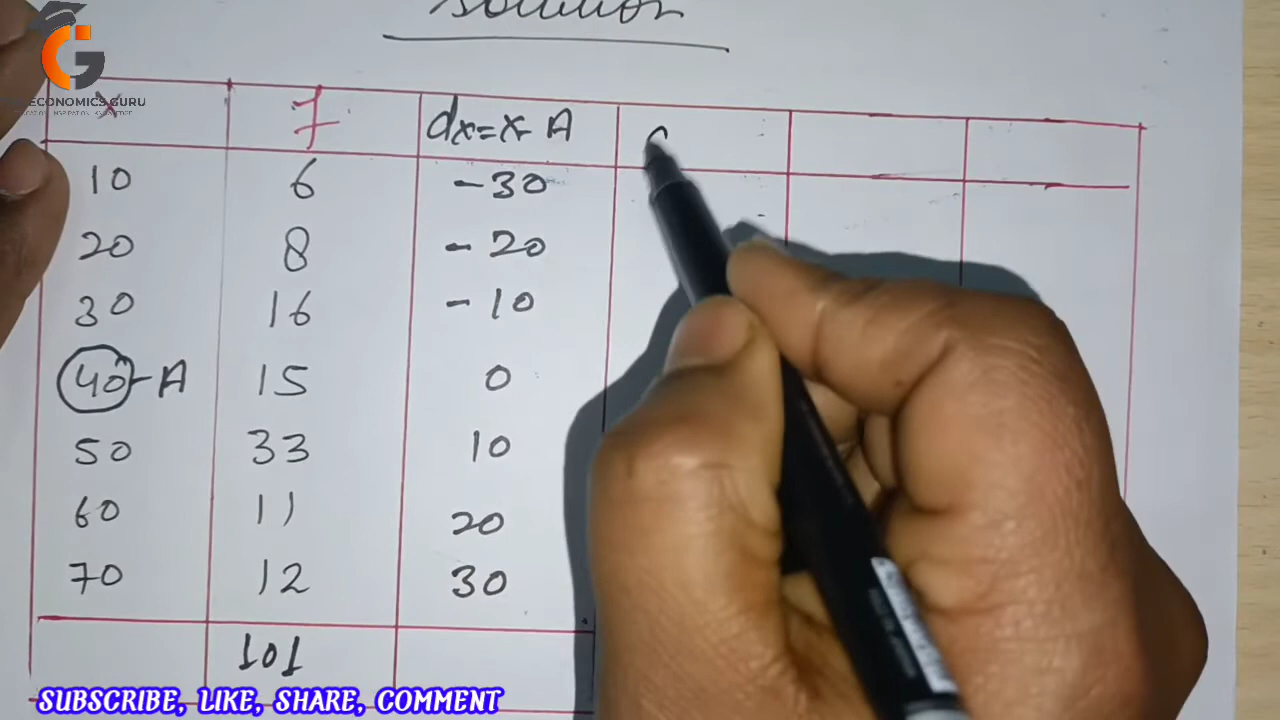 solution
ECONOMICS GURU
x f dx=x-A
10 6 -30
20 8 -20
30 16 -10
40-A 15 0
50 33 10
60 11 20
70 12 30
101
SUBSCRIBE, LIKE, SHARE, COMMENT